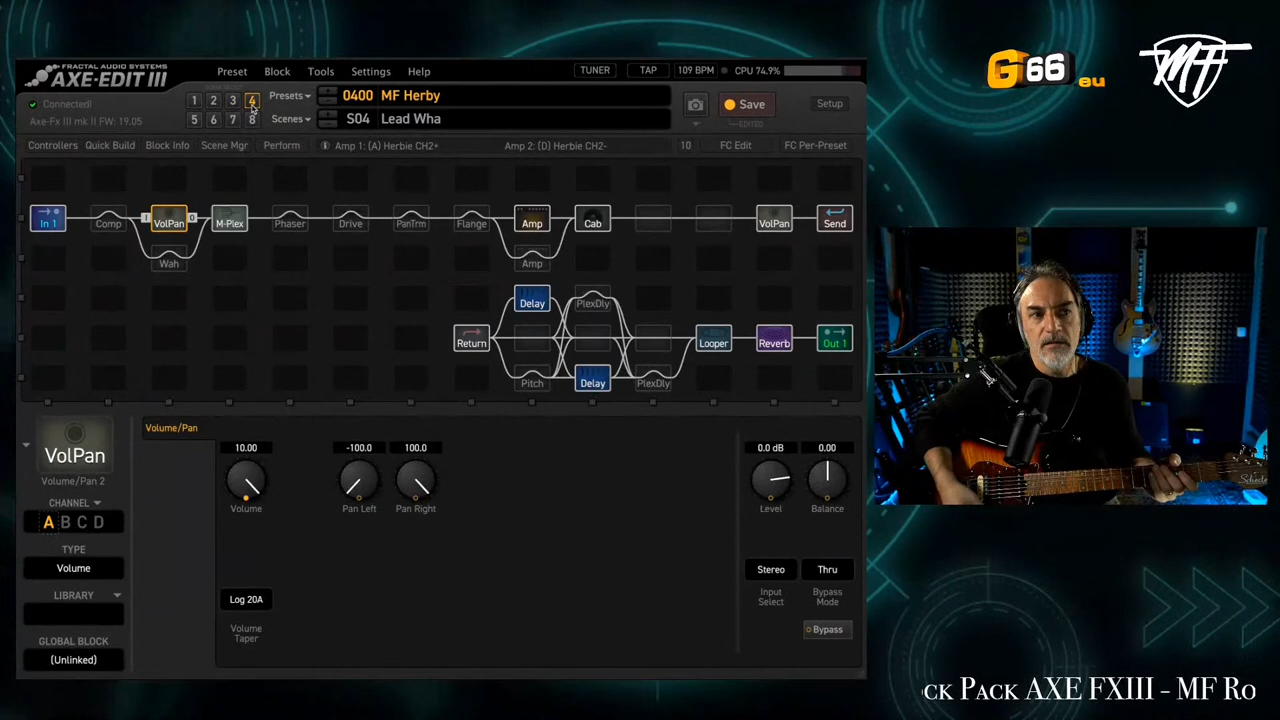 FRACTAL AUDIO SYSTEMS
AXE-EDIT III
Preset Block Tools Settings Help
TUNER TAP 109 BPM CPU 74.9%
G66.eu
MF
Connected!
Axe-Fx III mk II FW: 19.05
1 2 3 4
5 6 7 8
Presets 0400 MF Herby
Scenes S04 Lead Wha
Save
EDITED
Setup
Controllers Quick Build Block Info Scene Mgr Perform
Amp 1: (A) Herbie CH2+ Amp 2: (D) Herbie CH2-
10 FC Edit FC Per-Preset
In 1 Comp I VolPan O M-Plex Phaser Drive PanTrm Flange Amp Cab VolPan Send
Wah Amp
Delay PlexDly
Return Looper Reverb Out 1
Pitch Delay PlexDly
VolPan
Volume/Pan 2
CHANNEL
A B C D
TYPE
Volume
LIBRARY
GLOBAL BLOCK
(Unlinked)
Volume/Pan
10.00 -100.0 100.0 0.0 dB 0.00
Volume Pan Left Pan Right Level Balance
Log 20A
Volume
Taper
Stereo Thru
Input
Select
Bypass
Mode
Bypass
Schecte
ck Pack AXE FXIII - MF Ro